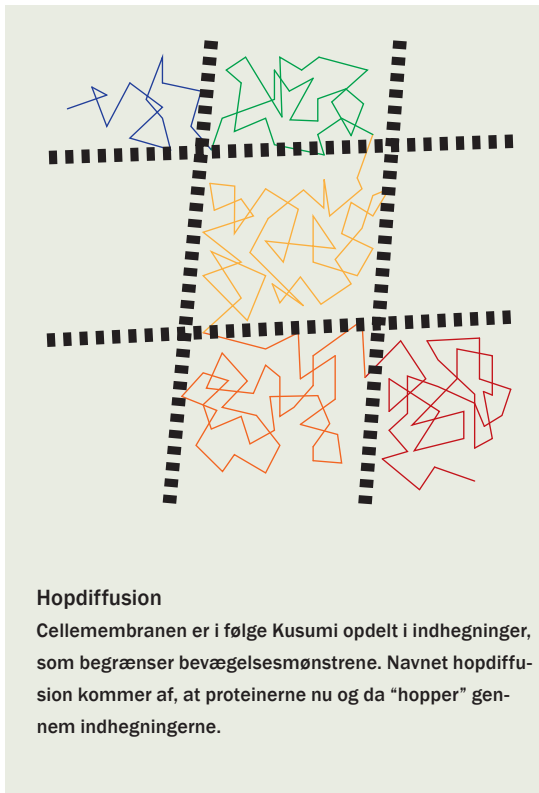 Hopdiffusion
Cellemembranen er i følge Kusumi opdelt i indhegninger,
som begrænser bevægelsesmønstrene. Navnet hopdiffu-
sion kommer af, at proteinerne nu og da “hopper” gen-
nem indhegningerne.